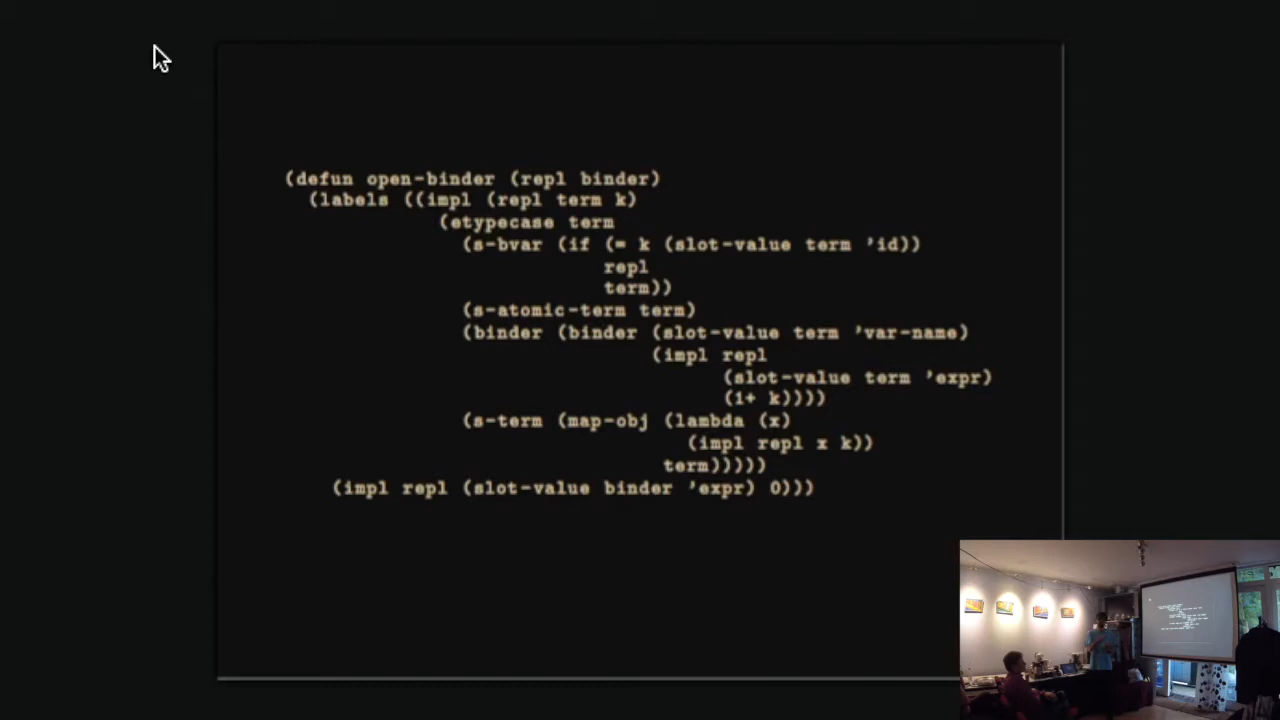 (defun open-binder (repl binder)
(labels ((impl (repl term k)
(etypecase term
(s-bvar (if (= k (slot-value term 'id))
repl
term))
(s-atomic-term term)
(binder (binder (slot-value term 'var-name)
(impl repl
(slot-value term 'expr)
(1+ k))))
(s-term (map-obj (lambda (x)
(impl repl x k))
term)))))
(impl repl (slot-value binder 'expr) 0)))